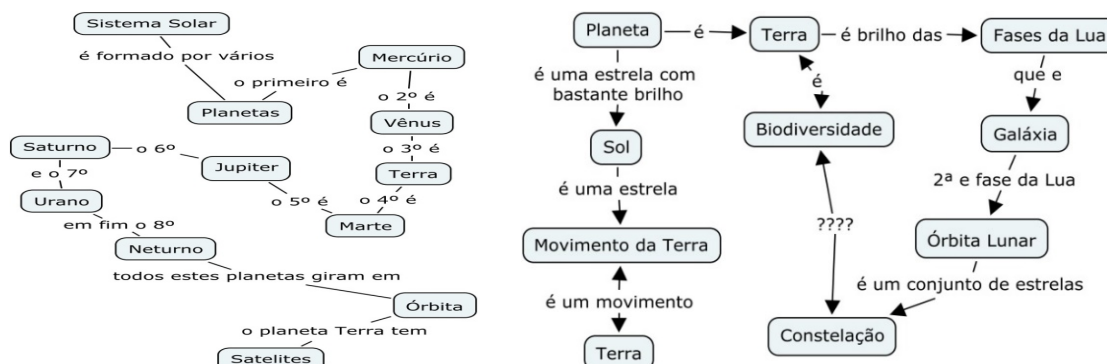 Sistema Solar
é formado por vários
Mercúrio
o primeiro é
Planetas
o 2º é
Vênus
o 3º é
Saturno
o 6º
Jupiter
Terra
e o 7º
Urano
o 5º é
o 4º é
Marte
em fim o 8º
Neturno
todos estes planetas giram em
Órbita
o planeta Terra tem
Satelites
Planeta
é
Terra
é brilho das
Fases da Lua
é uma estrela com
bastante brilho
é
que e
Sol
Biodiversidade
Galáxia
é uma estrela
2ª e fase da Lua
Movimento da Terra
????
Órbita Lunar
é um movimento
é um conjunto de estrelas
Terra
Constelação